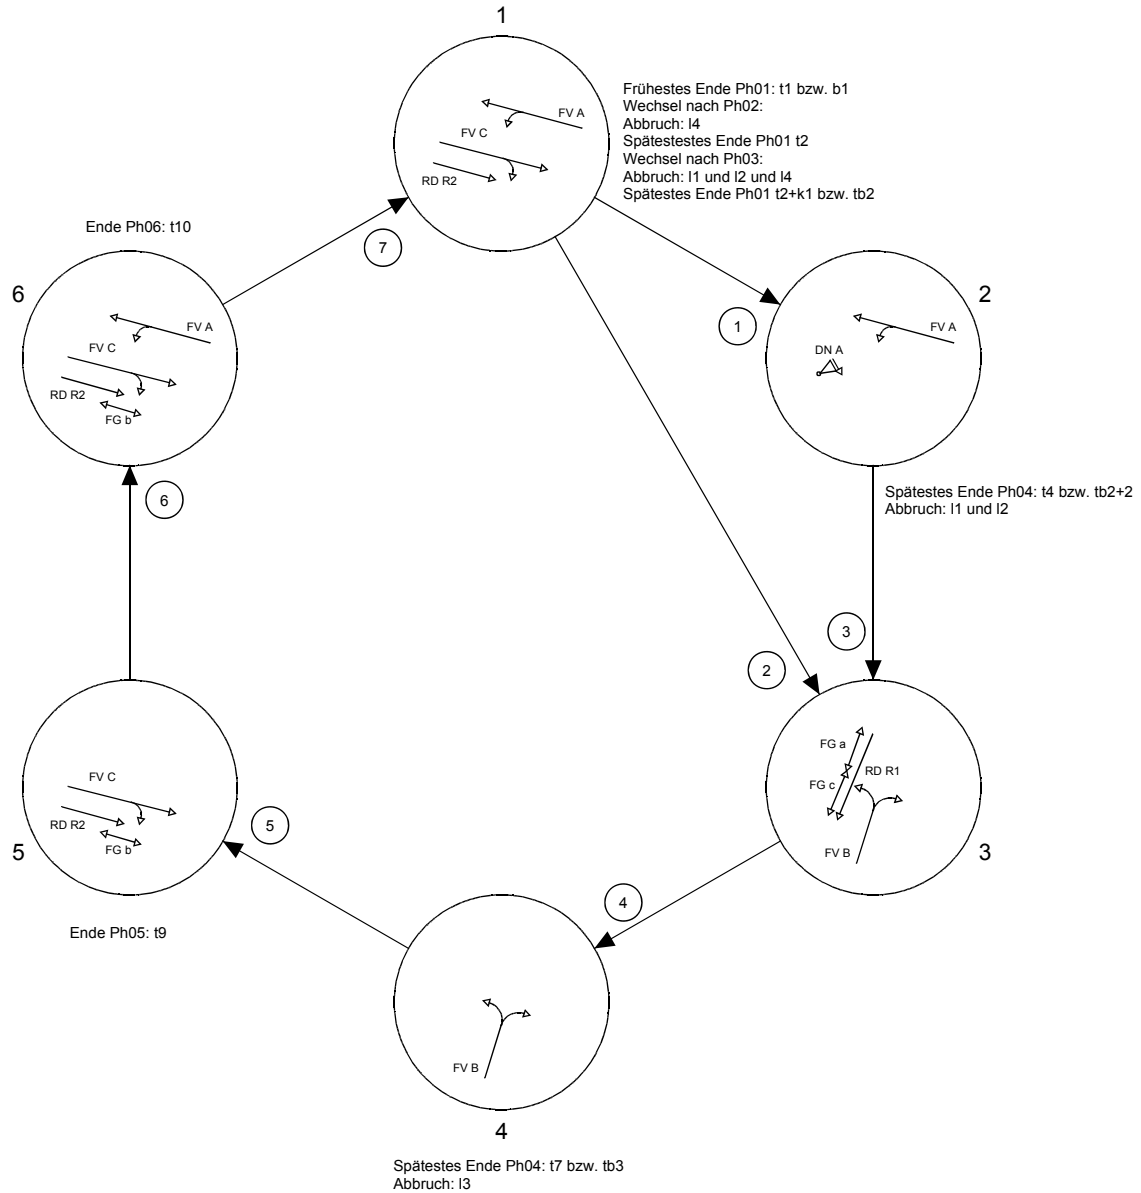 1
FV A
FV C
RD R2
Frühestes Ende Ph01: t1 bzw. b1
Wechsel nach Ph02:
Abbruch: l4
Spätestestes Ende Ph01 t2
Wechsel nach Ph03:
Abbruch: l1 und l2 und l4
Spätestes Ende Ph01 t2+k1 bzw. tb2
Ende Ph06: t10
7
6
FV A
FV C
RD R2
FG b
1
2
FV A
DN A
6
Spätestes Ende Ph04: t4 bzw. tb2+2
Abbruch: l1 und l2
3
2
FG a
RD R1
FG c
FV B
3
FV C
RD R2
FG b
5
5
4
Ende Ph05: t9
FV B
4
Spätestes Ende Ph04: t7 bzw. tb3
Abbruch: l3